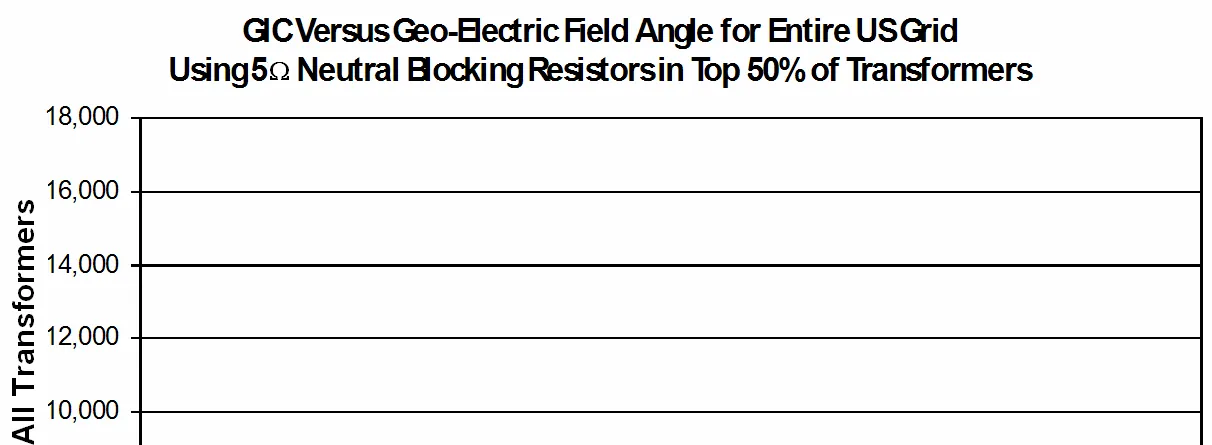 GIC Versus Geo-Electric Field Angle for Entire US Grid
Using 5Ω Neutral Blocking Resistors in Top 50% of Transformers
18,000
16,000
14,000
12,000
10,000
All Transformers